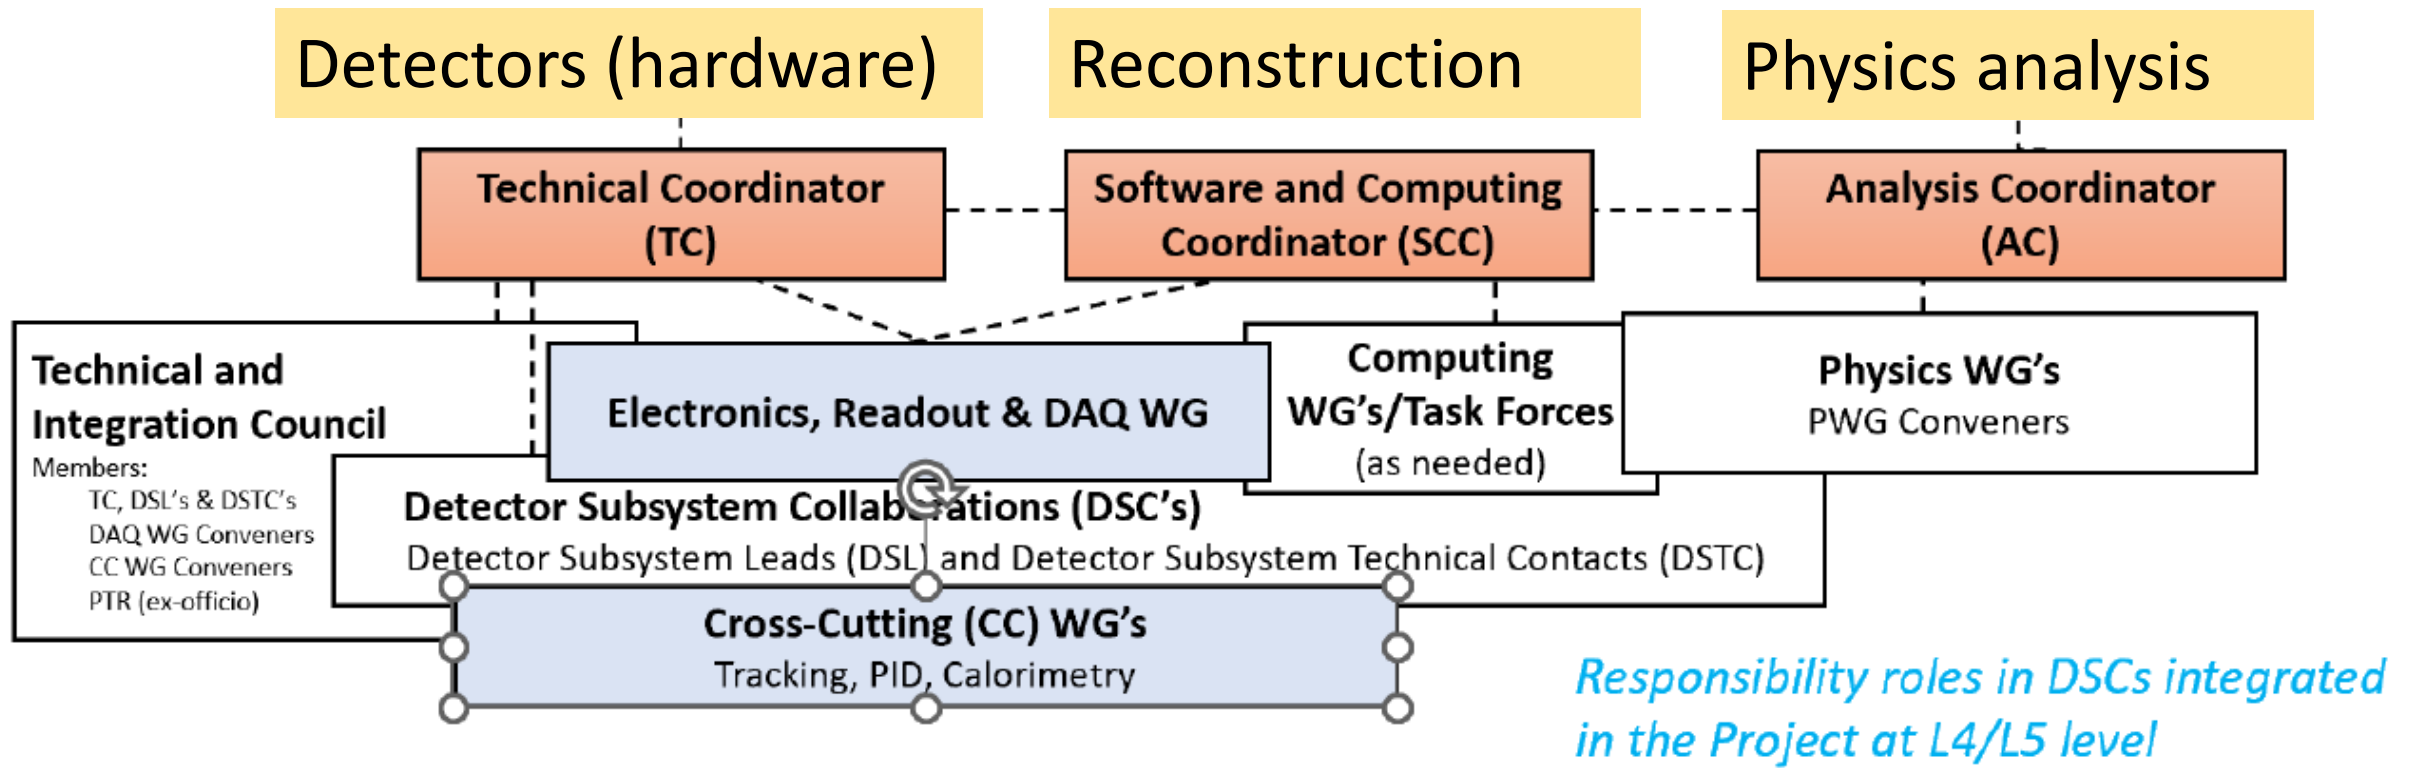 Detectors (hardware)
Reconstruction
Physics analysis
Technical Coordinator
(TC)
Software and Computing
Coordinator (SCC)
Analysis Coordinator
(AC)
Technical and
Integration Council
Members:
TC, DSL's & DSTC's
DAQ WG Conveners
CC WG Conveners
PTR (ex-officio)
Electronics, Readout & DAQ WG
Computing
WG's/Task Forces
(as needed)
Physics WG's
PWG Conveners
Detector Subsystem Collaborations (DSC's)
Detector Subsystem Leads (DSL) and Detector Subsystem Technical Contacts (DSTC)
Cross-Cutting (CC) WG's
Tracking, PID, Calorimetry
Responsibility roles in DSCs integrated
in the Project at L4/L5 level